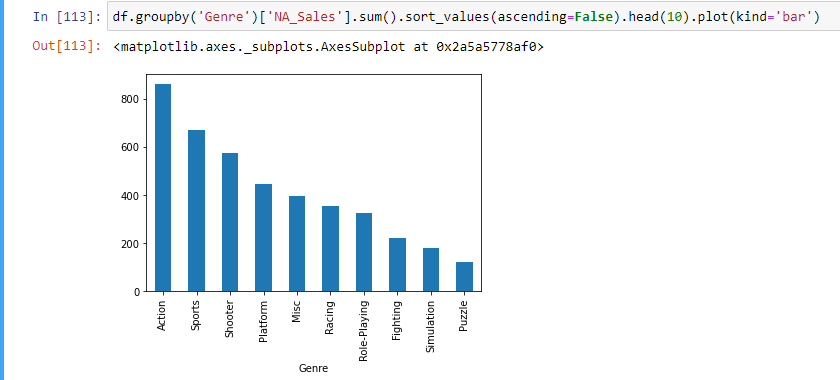 In [113]: df.groupby('Genre')['NA_Sales'].sum().sort_values(ascending=False).head(10).plot(kind='bar')
Out[113]: <matplotlib.axes._subplots.AxesSubplot at 0x2a5a5778af0>
800
600
400
200
0
Action Sports Shooter Platform Misc Racing Role-Playing Fighting Simulation Puzzle
Genre